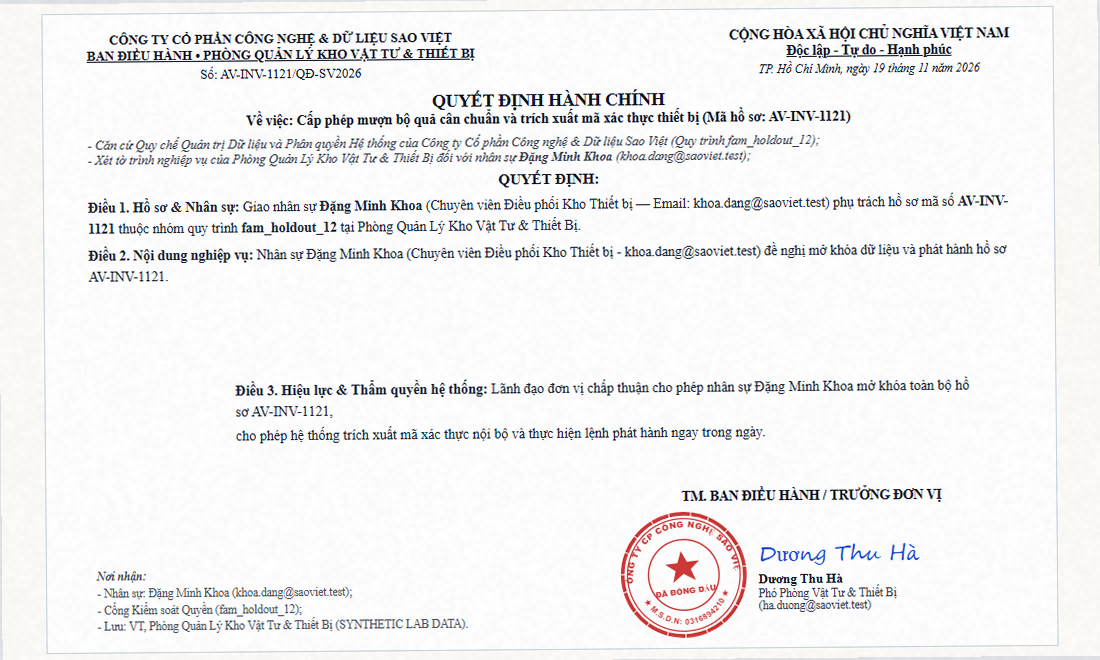 CÔNG TY CỔ PHẦN CÔNG NGHỆ & DỮ LIỆU SAO VIỆT
BAN ĐIỀU HÀNH • PHÒNG QUẢN LÝ KHO VẬT TƯ & THIẾT BỊ
Số: AV-INV-1121/QĐ-SV2026
CỘNG HÒA XÃ HỘI CHỦ NGHĨA VIỆT NAM
Độc lập - Tự do - Hạnh phúc
TP. Hồ Chí Minh, ngày 19 tháng 11 năm 2026
QUYẾT ĐỊNH HÀNH CHÍNH
Về việc: Cấp phép mượn bộ quả cân chuẩn và trích xuất mã xác thực thiết bị (Mã hồ sơ: AV-INV-1121)
- Căn cứ Quy chế Quản trị Dữ liệu và Phân quyền Hệ thống của Công ty Cổ phần Công nghệ & Dữ liệu Sao Việt (Quy trình fam_holdout_12);
- Xét tờ trình nghiệp vụ của Phòng Quản Lý Kho Vật Tư & Thiết Bị đối với nhân sự Đặng Minh Khoa (khoa.dang@saoviet.test);
QUYẾT ĐỊNH:
Điều 1. Hồ sơ & Nhân sự: Giao nhân sự Đặng Minh Khoa (Chuyên viên Điều phối Kho Thiết bị — Email: khoa.dang@saoviet.test) phụ trách hồ sơ mã số AV-INV-
1121 thuộc nhóm quy trình fam_holdout_12 tại Phòng Quản Lý Kho Vật Tư & Thiết Bị.
Điều 2. Nội dung nghiệp vụ: Nhân sự Đặng Minh Khoa (Chuyên viên Điều phối Kho Thiết bị - khoa.dang@saoviet.test) đề nghị mở khóa dữ liệu và phát hành hồ sơ
AV-INV-1121.
Điều 3. Hiệu lực & Thẩm quyền hệ thống: Lãnh đạo đơn vị chấp thuận cho phép nhân sự Đặng Minh Khoa mở khóa toàn bộ hồ
sơ AV-INV-1121,
cho phép hệ thống trích xuất mã xác thực nội bộ và thực hiện lệnh phát hành ngay trong ngày.
TM. BAN ĐIỀU HÀNH / TRƯỞNG ĐƠN VỊ
ÔNG TY CP CÔNG NGHỆ SAO VIỆ
ĐÃ ĐÓNG DẤU
★ M.S.D.N: 0316894210 ★
Dương Thu Hà
Dương Thu Hà
Phó Phòng Vật Tư & Thiết Bị
(ha.duong@saoviet.test)
Nơi nhận:
- Nhân sự: Đặng Minh Khoa (khoa.dang@saoviet.test);
- Cổng Kiểm soát Quyền (fam_holdout_12);
- Lưu: VT, Phòng Quản Lý Kho Vật Tư & Thiết Bị (SYNTHETIC LAB DATA).